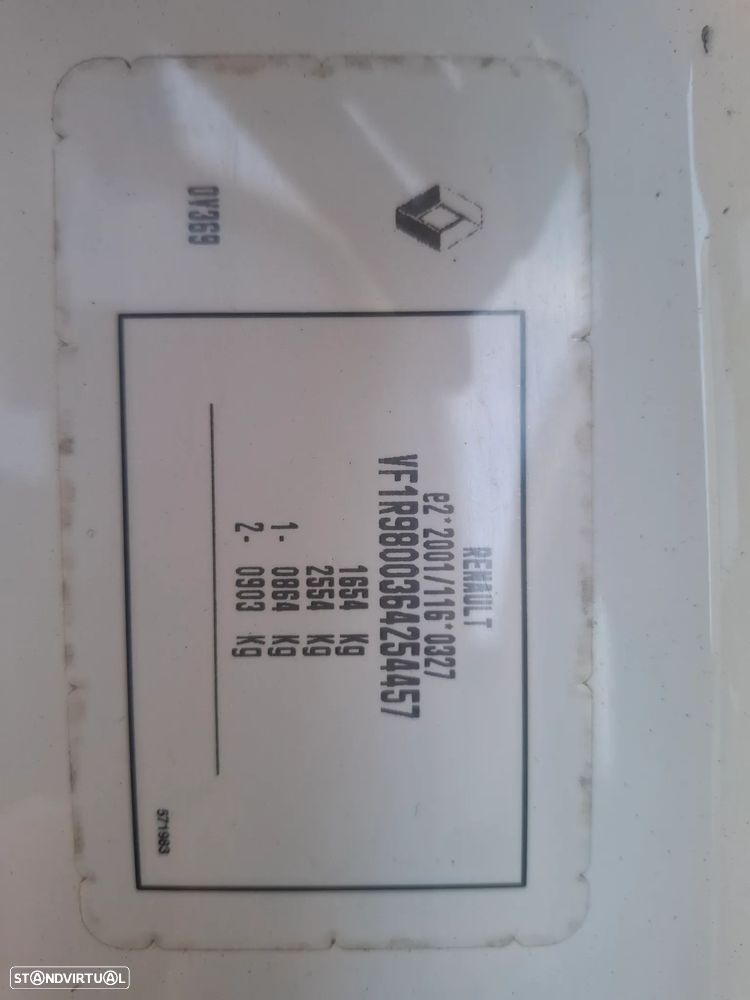 RENAULT
e2*2001/116*0327
VF1R9800364254457
1654 Kg
2554 Kg
1- 0864 Kg
2- 0903 Kg
571983
OV369
STANDVIRTUAL